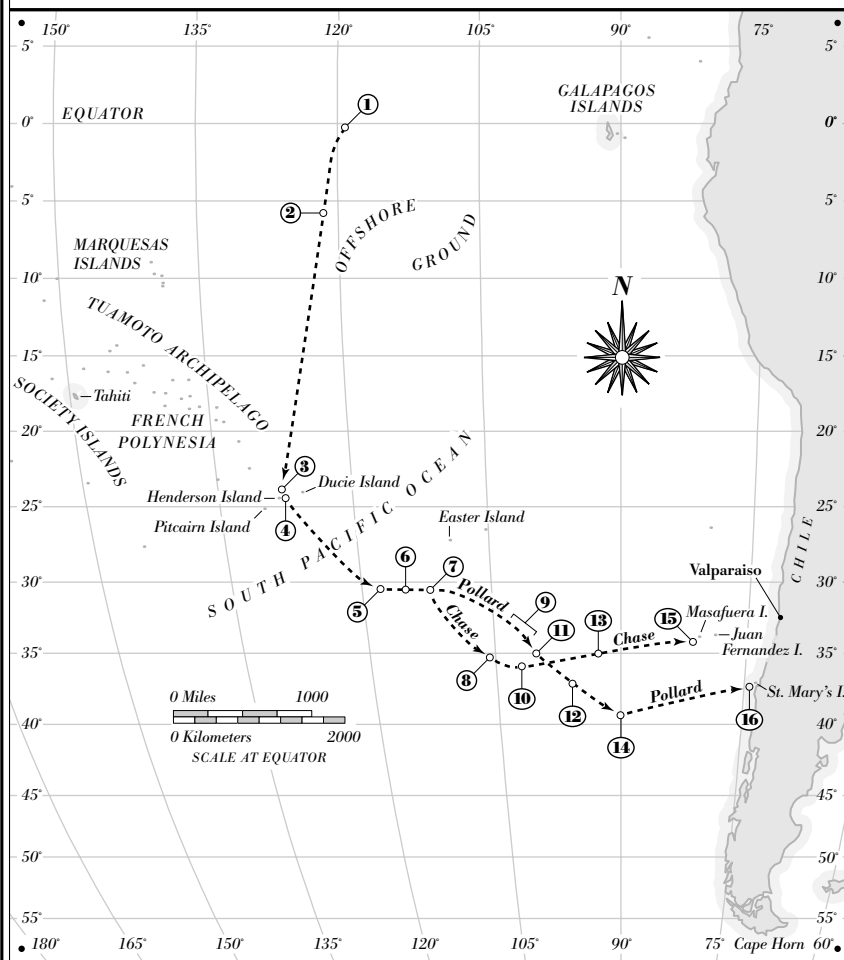 150° 135° 120° 105° 90° 75°
5° 5°
GALAPAGOS
ISLANDS
1
EQUATOR
0° 0°
5° 5°
2
OFFSHORE
GROUND
MARQUESAS
ISLANDS
10° 10°
N
TUAMOTO ARCHIPELAGO
15° 15°
SOCIETY ISLANDS
Tahiti
FRENCH
POLYNESIA
20° 20°
3
Ducie Island
Henderson Island
25° 25°
Pitcairn Island
4
SOUTH PACIFIC OCEAN
Easter Island
CHILE
6
7
Valparaiso
30° 30°
5
Pollard
9
Chase
11
13
Chase
15
Masafuera I.
Juan
Fernandez I.
35° 35°
8
10
12
14
Pollard
St. Mary's I.
16
0 Miles 1000
40° 40°
0 Kilometers 2000
SCALE AT EQUATOR
45° 45°
50° 50°
55° 55°
180° 165° 150° 135° 120° 105° 90° 75° Cape Horn 60°